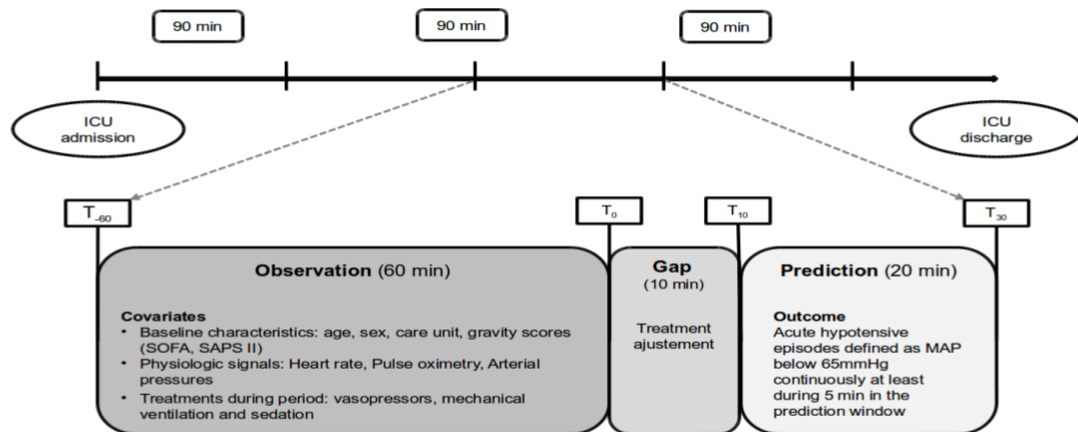 90 min
90 min
90 min
ICU
admission
ICU
discharge
T-60
T0
T10
T30
Observation (60 min)
Covariates
• Baseline characteristics: age, sex, care unit, gravity scores
(SOFA, SAPS II)
• Physiologic signals: Heart rate, Pulse oximetry, Arterial
pressures
• Treatments during period: vasopressors, mechanical
ventilation and sedation
Gap
(10 min)
Treatment
ajustement
Prediction (20 min)
Outcome
Acute hypotensive
episodes defined as MAP
below 65mmHg
continuously at least
during 5 min in the
prediction window